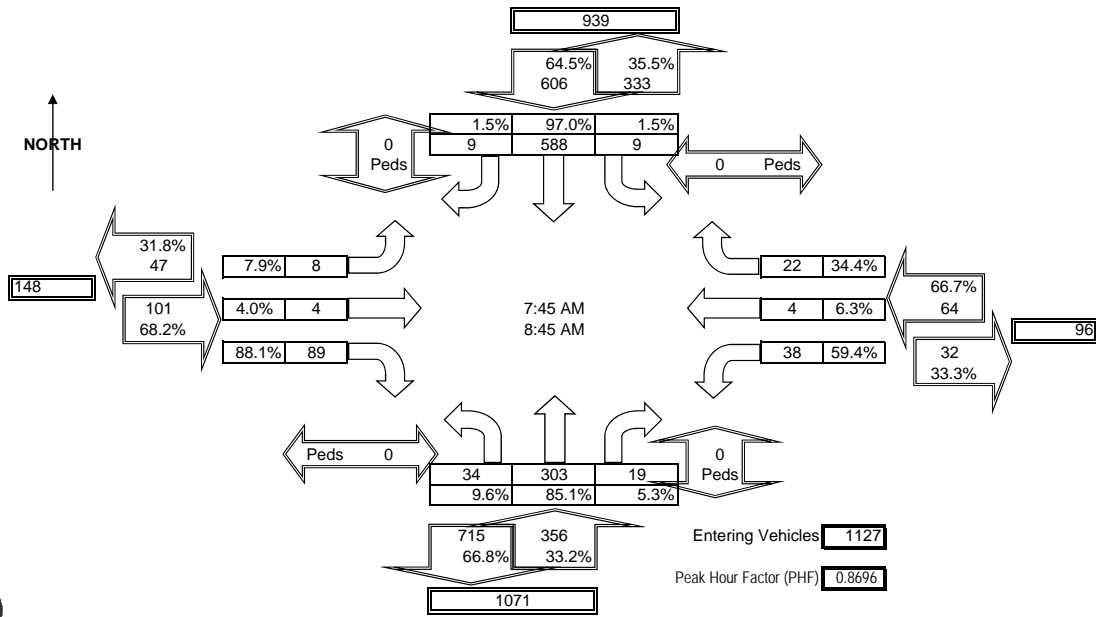 939
64.5% 35.5%
606 333
NORTH
0
Peds
1.5% 97.0% 1.5%
9 588 9
0 Peds
31.8%
47
148
101
68.2%
7.9% 8
4.0% 4
88.1% 89
7:45 AM
8:45 AM
22 34.4%
4 6.3%
38 59.4%
66.7%
64
96
32
33.3%
Peds 0
34 303 19
9.6% 85.1% 5.3%
0
Peds
715 356
66.8% 33.2%
1071
Entering Vehicles 1127
Peak Hour Factor (PHF) 0.8696